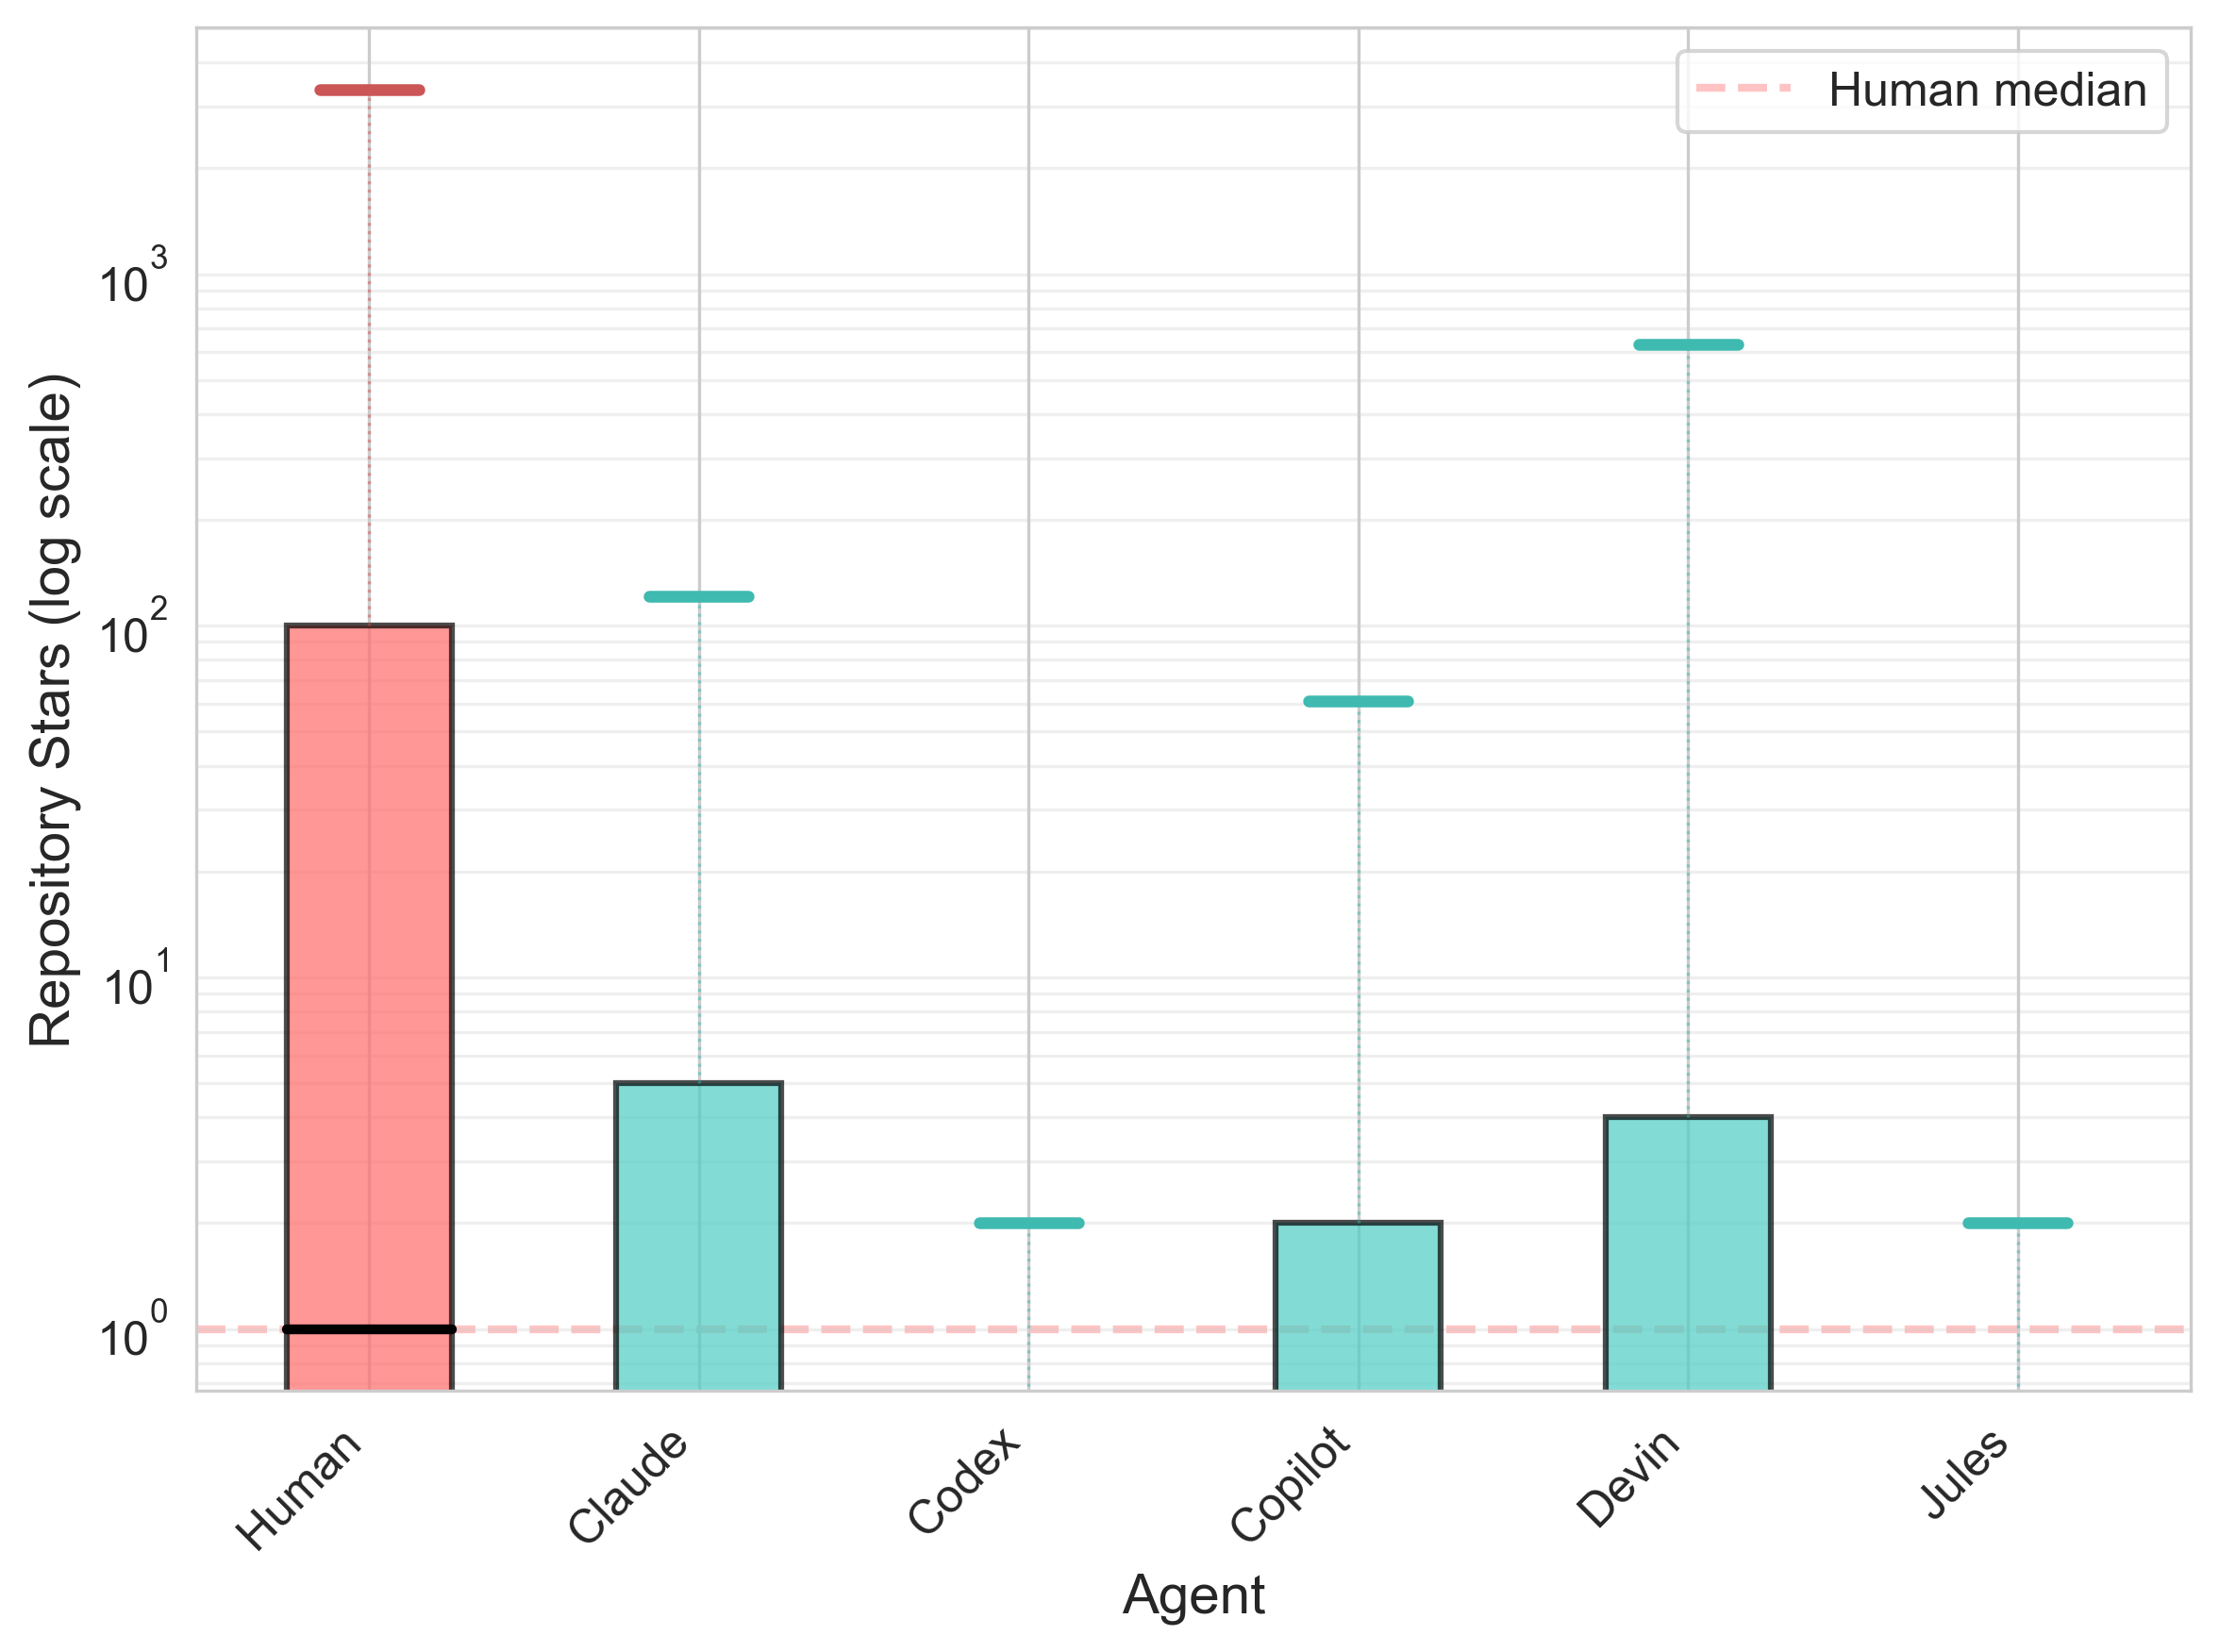 Human median
Repository Stars (log scale)
10^3
10^2
10^1
10^0
Human
Claude
Codex
Copilot
Devin
Jules
Agent